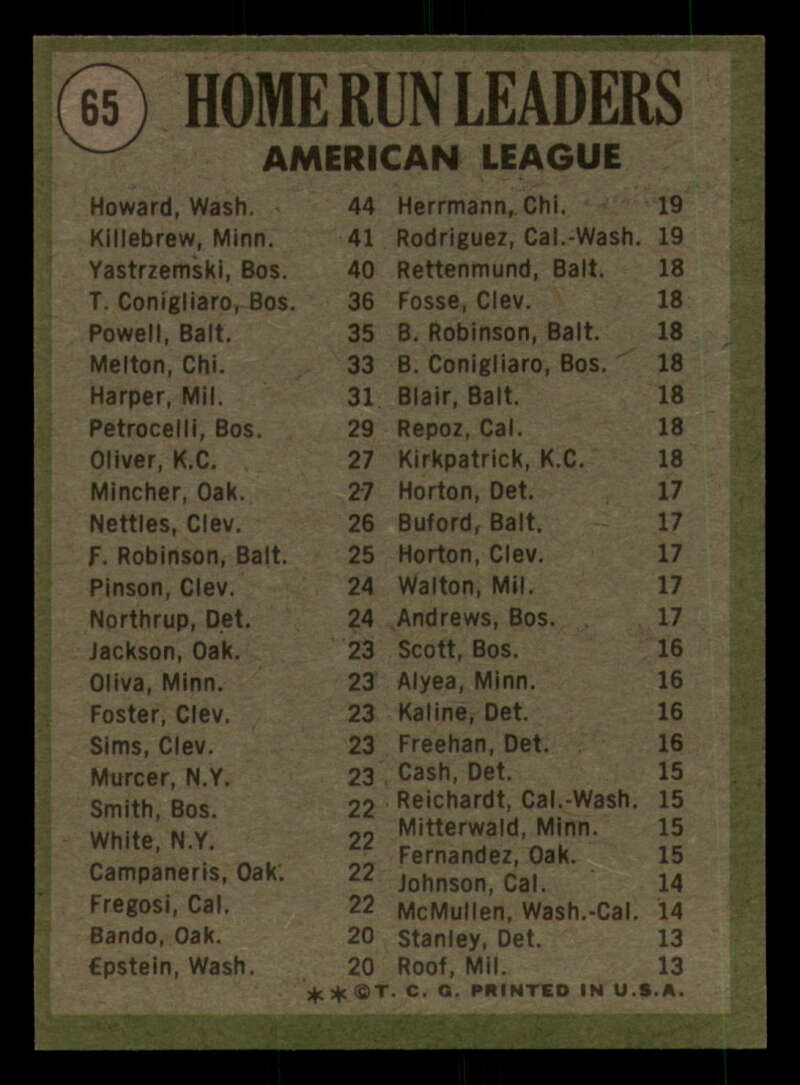 65
HOME RUN LEADERS
AMERICAN LEAGUE
Howard, Wash. 44
Killebrew, Minn. 41
Yastrzemski, Bos. 40
T. Conigliaro, Bos. 36
Powell, Balt. 35
Melton, Chi. 33
Harper, Mil. 31
Petrocelli, Bos. 29
Oliver, K.C. 27
Mincher, Oak. 27
Nettles, Clev. 26
F. Robinson, Balt. 25
Pinson, Clev. 24
Northrup, Det. 24
Jackson, Oak. 23
Oliva, Minn. 23
Foster, Clev. 23
Sims, Clev. 23
Murcer, N.Y. 23
Smith, Bos. 22
White, N.Y. 22
Campaneris, Oak. 22
Fregosi, Cal. 22
Bando, Oak. 20
Epstein, Wash. 20
Herrmann, Chi. 19
Rodriguez, Cal.-Wash. 19
Rettenmund, Balt. 18
Fosse, Clev. 18
B. Robinson, Balt. 18
B. Conigliaro, Bos. 18
Blair, Balt. 18
Repoz, Cal. 18
Kirkpatrick, K.C. 18
Horton, Det. 17
Buford, Balt. 17
Horton, Clev. 17
Walton, Mil. 17
Andrews, Bos. 17
Scott, Bos. 16
Alyea, Minn. 16
Kaline, Det. 16
Freehan, Det. 16
Cash, Det. 15
Reichardt, Cal.-Wash. 15
Mitterwald, Minn. 15
Fernandez, Oak. 15
Johnson, Cal. 14
McMullen, Wash.-Cal. 14
Stanley, Det. 13
Roof, Mil. 13
**©T. C. G. PRINTED IN U.S.A.